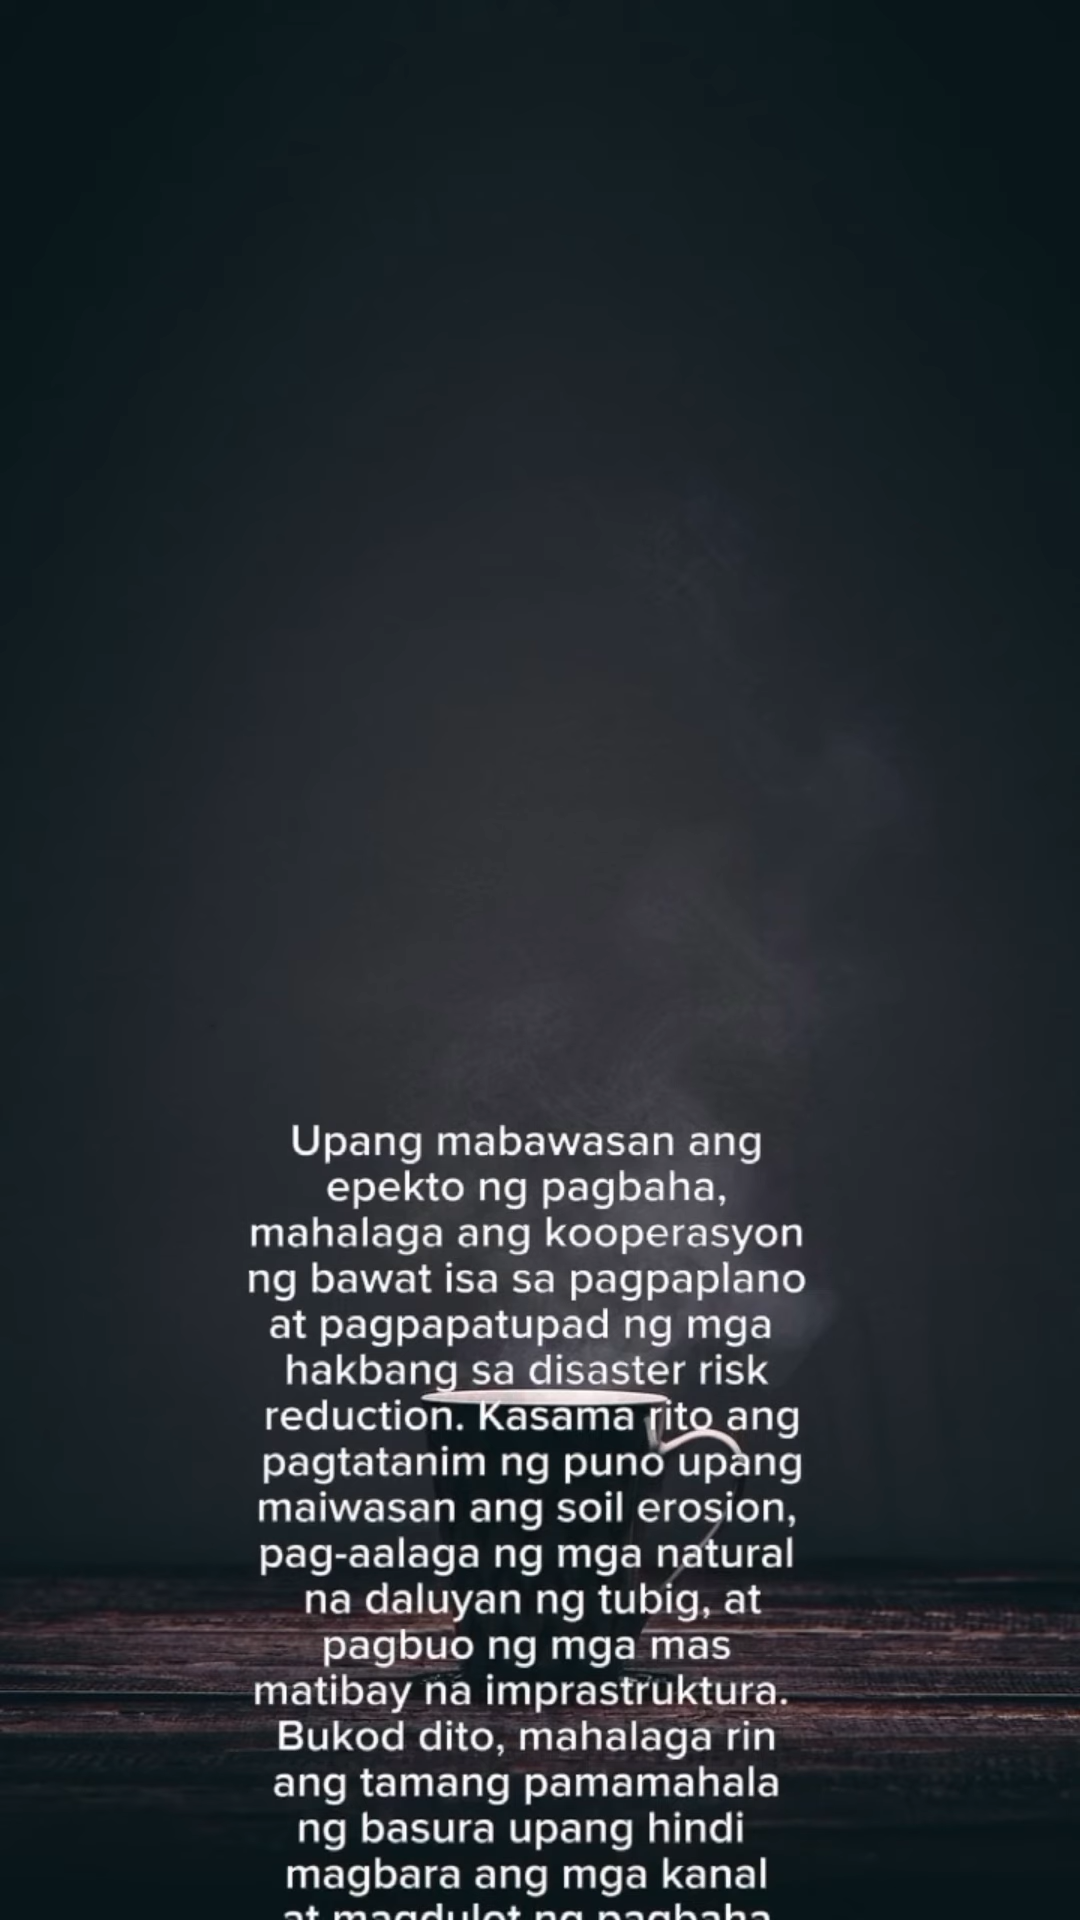 Upang mabawasan ang
epekto ng pagbaha,
mahalaga ang kooperasyon
ng bawat isa sa pagpaplano
at pagpapatupad ng mga
hakbang sa disaster risk
reduction. Kasama rito ang
pagtatanim ng puno upang
maiwasan ang soil erosion,
pag-aalaga ng mga natural
na daluyan ng tubig, at
pagbuo ng mga mas
matibay na imprastruktura.
Bukod dito, mahalaga rin
ang tamang pamamahala
ng basura upang hindi
magbara ang mga kanal
at magdulot ng pagbaha